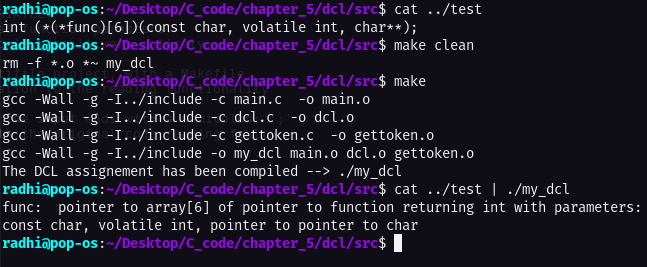 radhi@pop-os:~/Desktop/C_code/chapter_5/dcl/src$ cat ../test
int (*(*func)[6])(const char, volatile int, char**);
radhi@pop-os:~/Desktop/C_code/chapter_5/dcl/src$ make clean
rm -f *.o *~ my_dcl
radhi@pop-os:~/Desktop/C_code/chapter_5/dcl/src$ make
gcc -Wall -g -I../include -c main.c  -o main.o
gcc -Wall -g -I../include -c dcl.c -o dcl.o
gcc -Wall -g -I../include -c gettoken.c  -o gettoken.o
gcc -Wall -g -I../include -o my_dcl main.o dcl.o gettoken.o
The DCL assignement has been compiled --> ./my_dcl
radhi@pop-os:~/Desktop/C_code/chapter_5/dcl/src$ cat ../test | ./my_dcl
func:  pointer to array[6] of pointer to function returning int with parameters:
const char, volatile int, pointer to pointer to char
radhi@pop-os:~/Desktop/C_code/chapter_5/dcl/src$